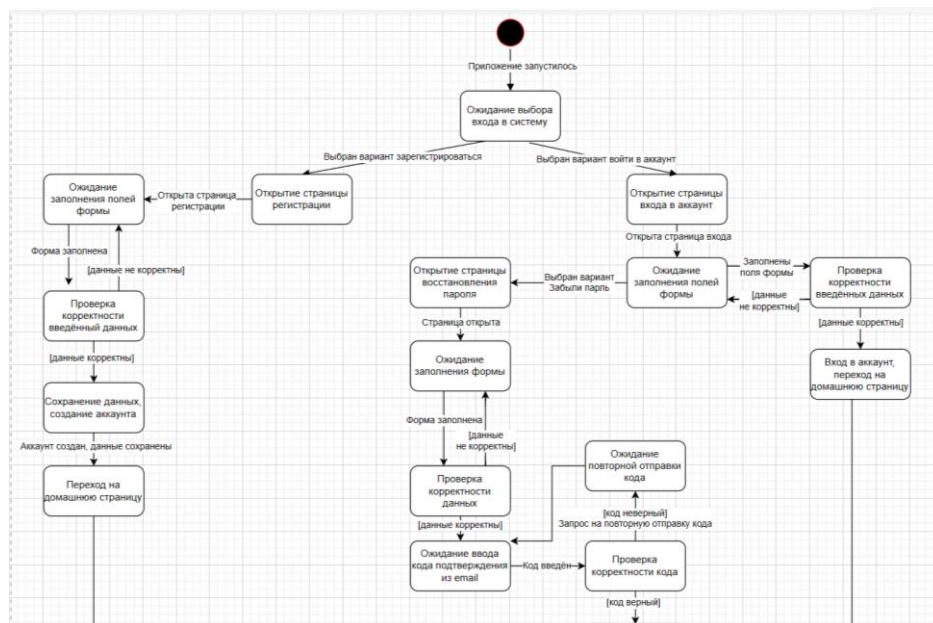 Приложение запустилось
Ожидание выбора
входа в систему
Выбран вариант зарегистрироваться
Выбран вариант войти в аккаунт
Ожидание
заполнения полей
формы
Открыта страница
регистрации
Открытие страницы
регистрации
Открытие страницы
входа в аккаунт
Форма заполнена
[данные не корректны]
Открыта страница входа
Открытие страницы
восстановления
пароля
Выбран вариант
Забыли парль
Ожидание
заполнения полей
формы
Заполнены
поля формы
[данные
не корректны]
Проверка
корректности
введённых данных
Проверка
корректности
введённый данных
Страница открыта
[данные корректны]
[данные корректны]
Ожидание
заполнения формы
Вход в аккаунт,
переход на
домашнюю страницу
Сохранение данных,
создание аккаунта
Форма заполнена
[данные
не корректны]
Аккаунт создан, данные сохранены
Переход на
домашнюю страницу
Проверка
корректности
данных
Ожидание
повторной отправки
кода
[код неверный]
Запрос на повторную отправку кода
[данные корректны]
Ожидание ввода
кода подтверждения
из email
Код введён
Проверка
корректности кода
[код верный]